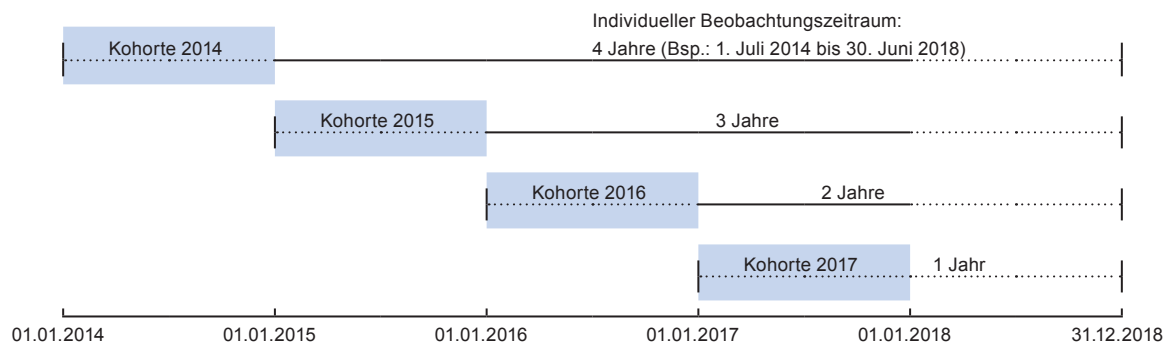 Individueller Beobachtungszeitraum:
Kohorte 2014
4 Jahre (Bsp.: 1. Juli 2014 bis 30. Juni 2018)
Kohorte 2015
3 Jahre
Kohorte 2016
2 Jahre
Kohorte 2017
1 Jahr
01.01.2014
01.01.2015
01.01.2016
01.01.2017
01.01.2018
31.12.2018